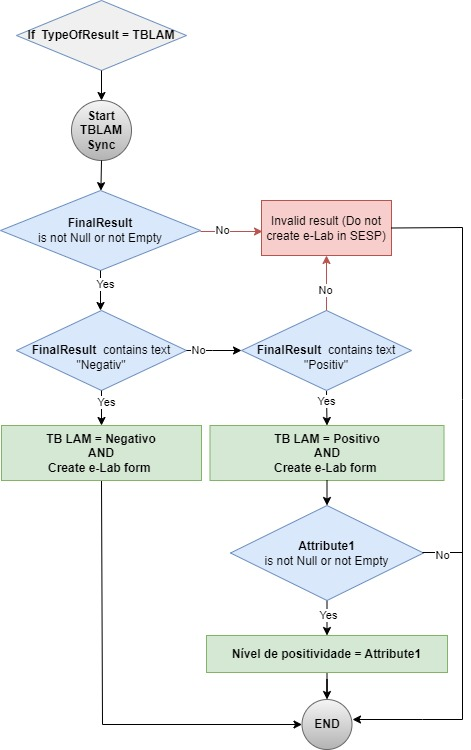 If TypeOfResult = TBLAM
Start
TBLAM
Sync
FinalResult
is not Null or not Empty
No
Invalid result (Do not
create e-Lab in SESP)
Yes
No
FinalResult contains text
"Negativ"
No
FinalResult contains text
"Positiv"
Yes
Yes
TB LAM = Negativo
AND
Create e-Lab form
TB LAM = Positivo
AND
Create e-Lab form
Attribute1
is not Null or not Empty
No
Yes
Nível de positividade = Attribute1
END